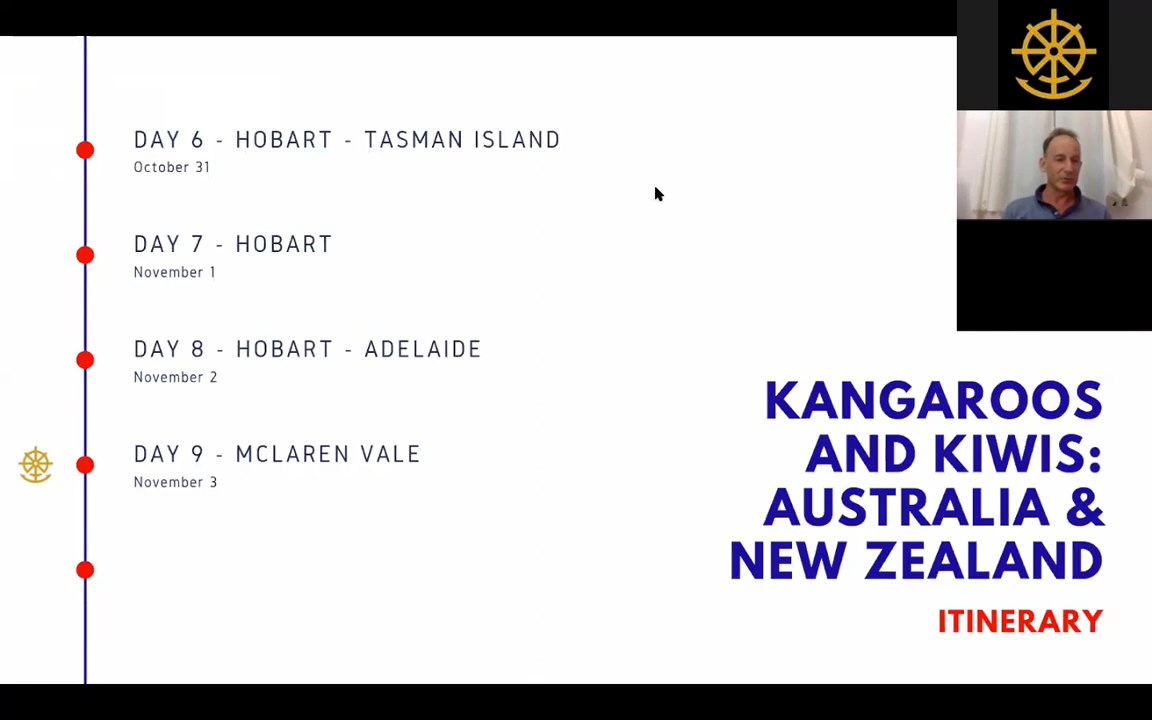 DAY 6 - HOBART - TASMAN ISLAND
October 31
DAY 7 - HOBART
November 1
DAY 8 - HOBART - ADELAIDE
November 2
DAY 9 - MCLAREN VALE
November 3
KANGAROOS
AND KIWIS:
AUSTRALIA &
NEW ZEALAND
ITINERARY